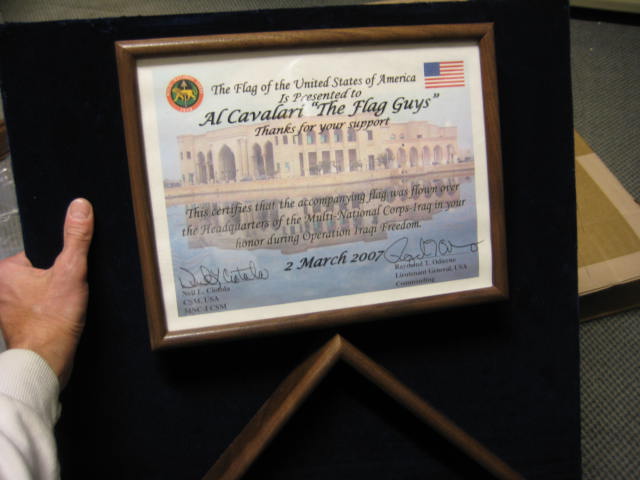 The Flag of the United States of America
Is Presented to
Al Cavalari "The Flag Guys"
Thanks for your support
This certifies that the accompanying flag was flown over
the Headquarters of the Multi-National Corps-Iraq in your
honor during Operation Iraqi Freedom.
2 March 2007
Neil L. Ciotola
CSM, USA
MNC-I CSM
Raymond T. Odierno
Lieutenant General, USA
Commanding